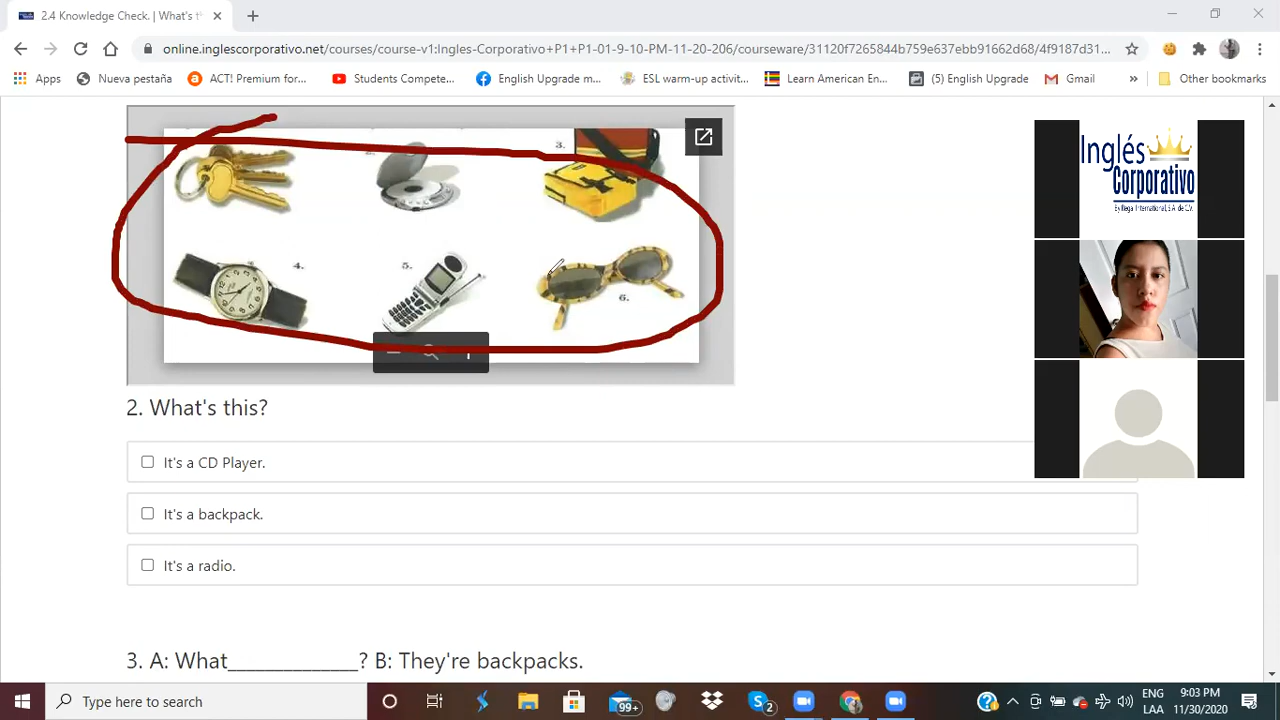 2.4 Knowledge Check. | What's th
online.inglescorporativo.net/courses/course-v1:Ingles-Corporativo+P1+P1-01-9-10-PM-11-20-206/courseware/31120f7265844b759e637ebb91662d68/4f9187d31...
Apps Nueva pestaña ACT! Premium for... Students Compete... English Upgrade m... ESL warm-up activit... Learn American En... (5) English Upgrade Gmail » Other bookmarks
3.
4. 5. 6.
Inglés
Corporativo
2. What's this?
It's a CD Player.
It's a backpack.
It's a radio.
3. A: What______________? B: They're backpacks.
Type here to search
99+
2
ENG
LAA
9:03 PM
11/30/2020